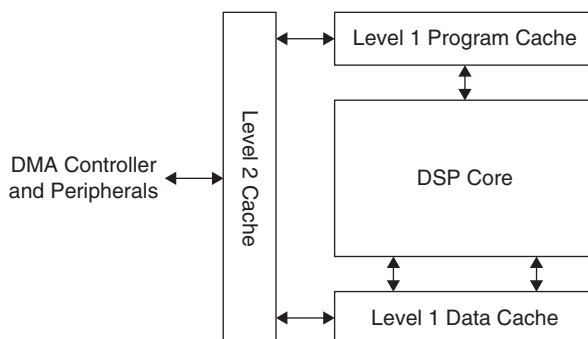 Level 1 Program Cache
Level 2 Cache
DMA Controller
and Peripherals
DSP Core
Level 1 Data Cache